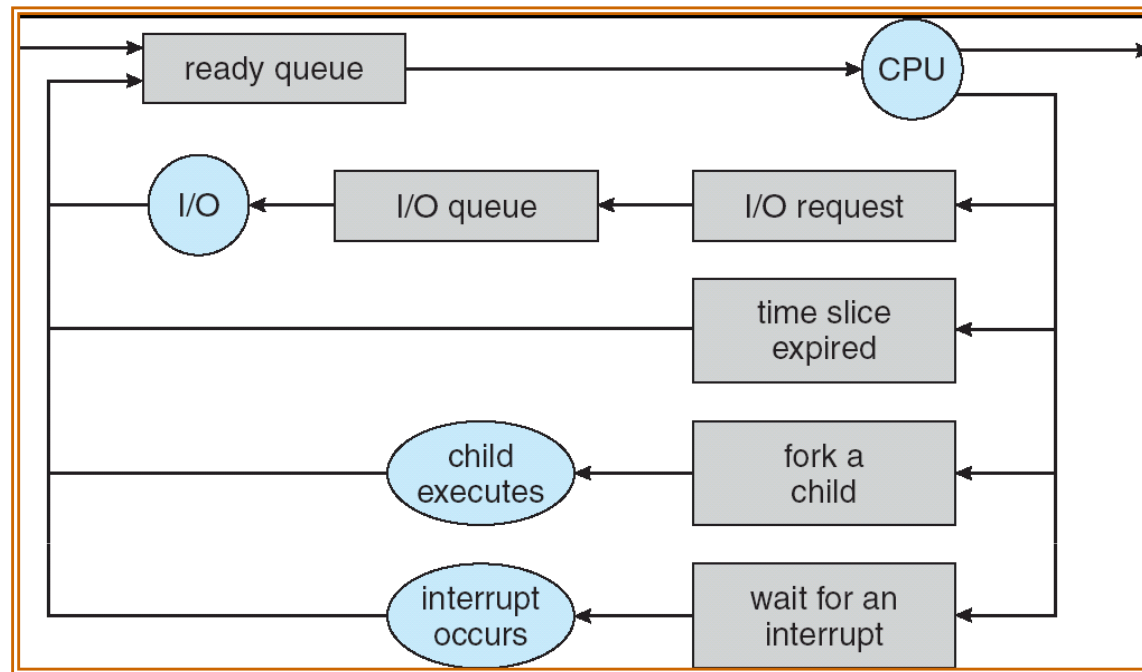 ready queue
CPU
I/O
I/O queue
I/O request
time slice
expired
child
executes
fork a
child
interrupt
occurs
wait for an
interrupt